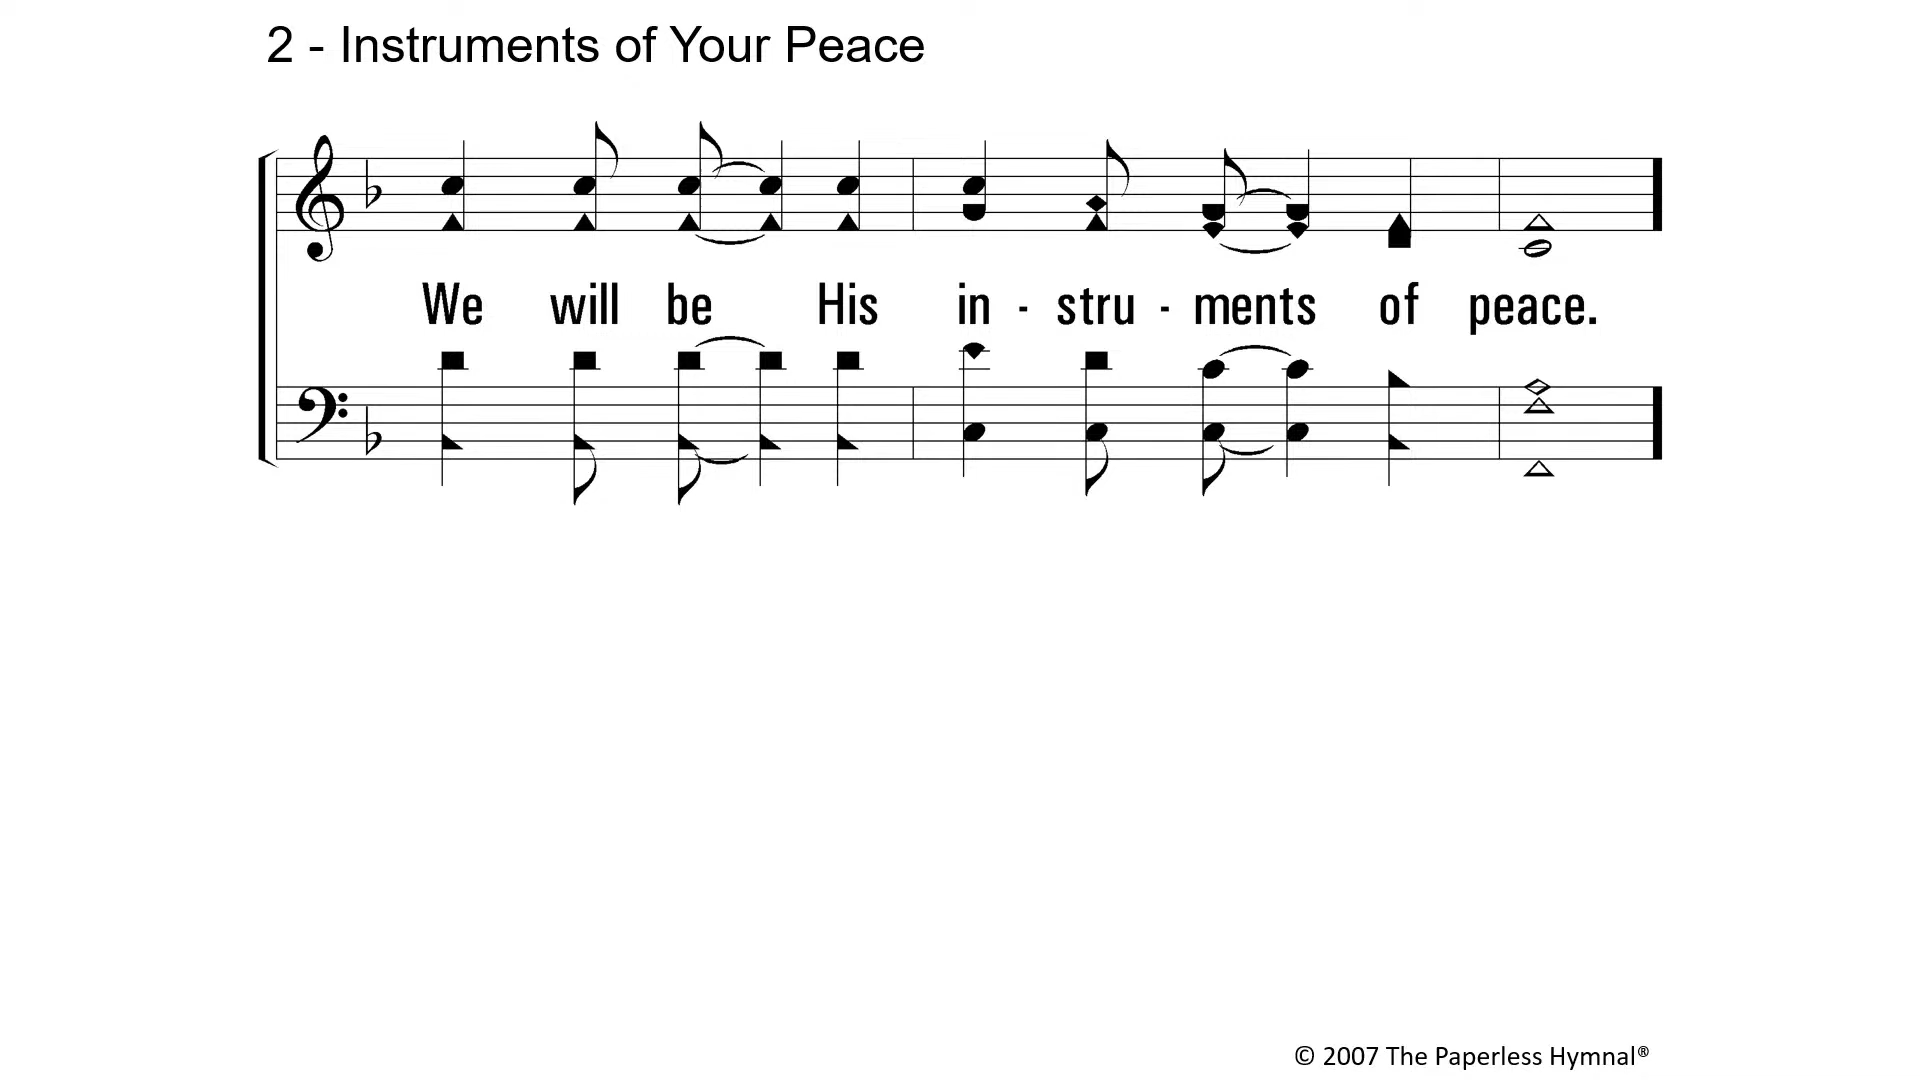 2 - Instruments of Your Peace
We will be His in - stru - ments of peace.
© 2007 The Paperless Hymnal®